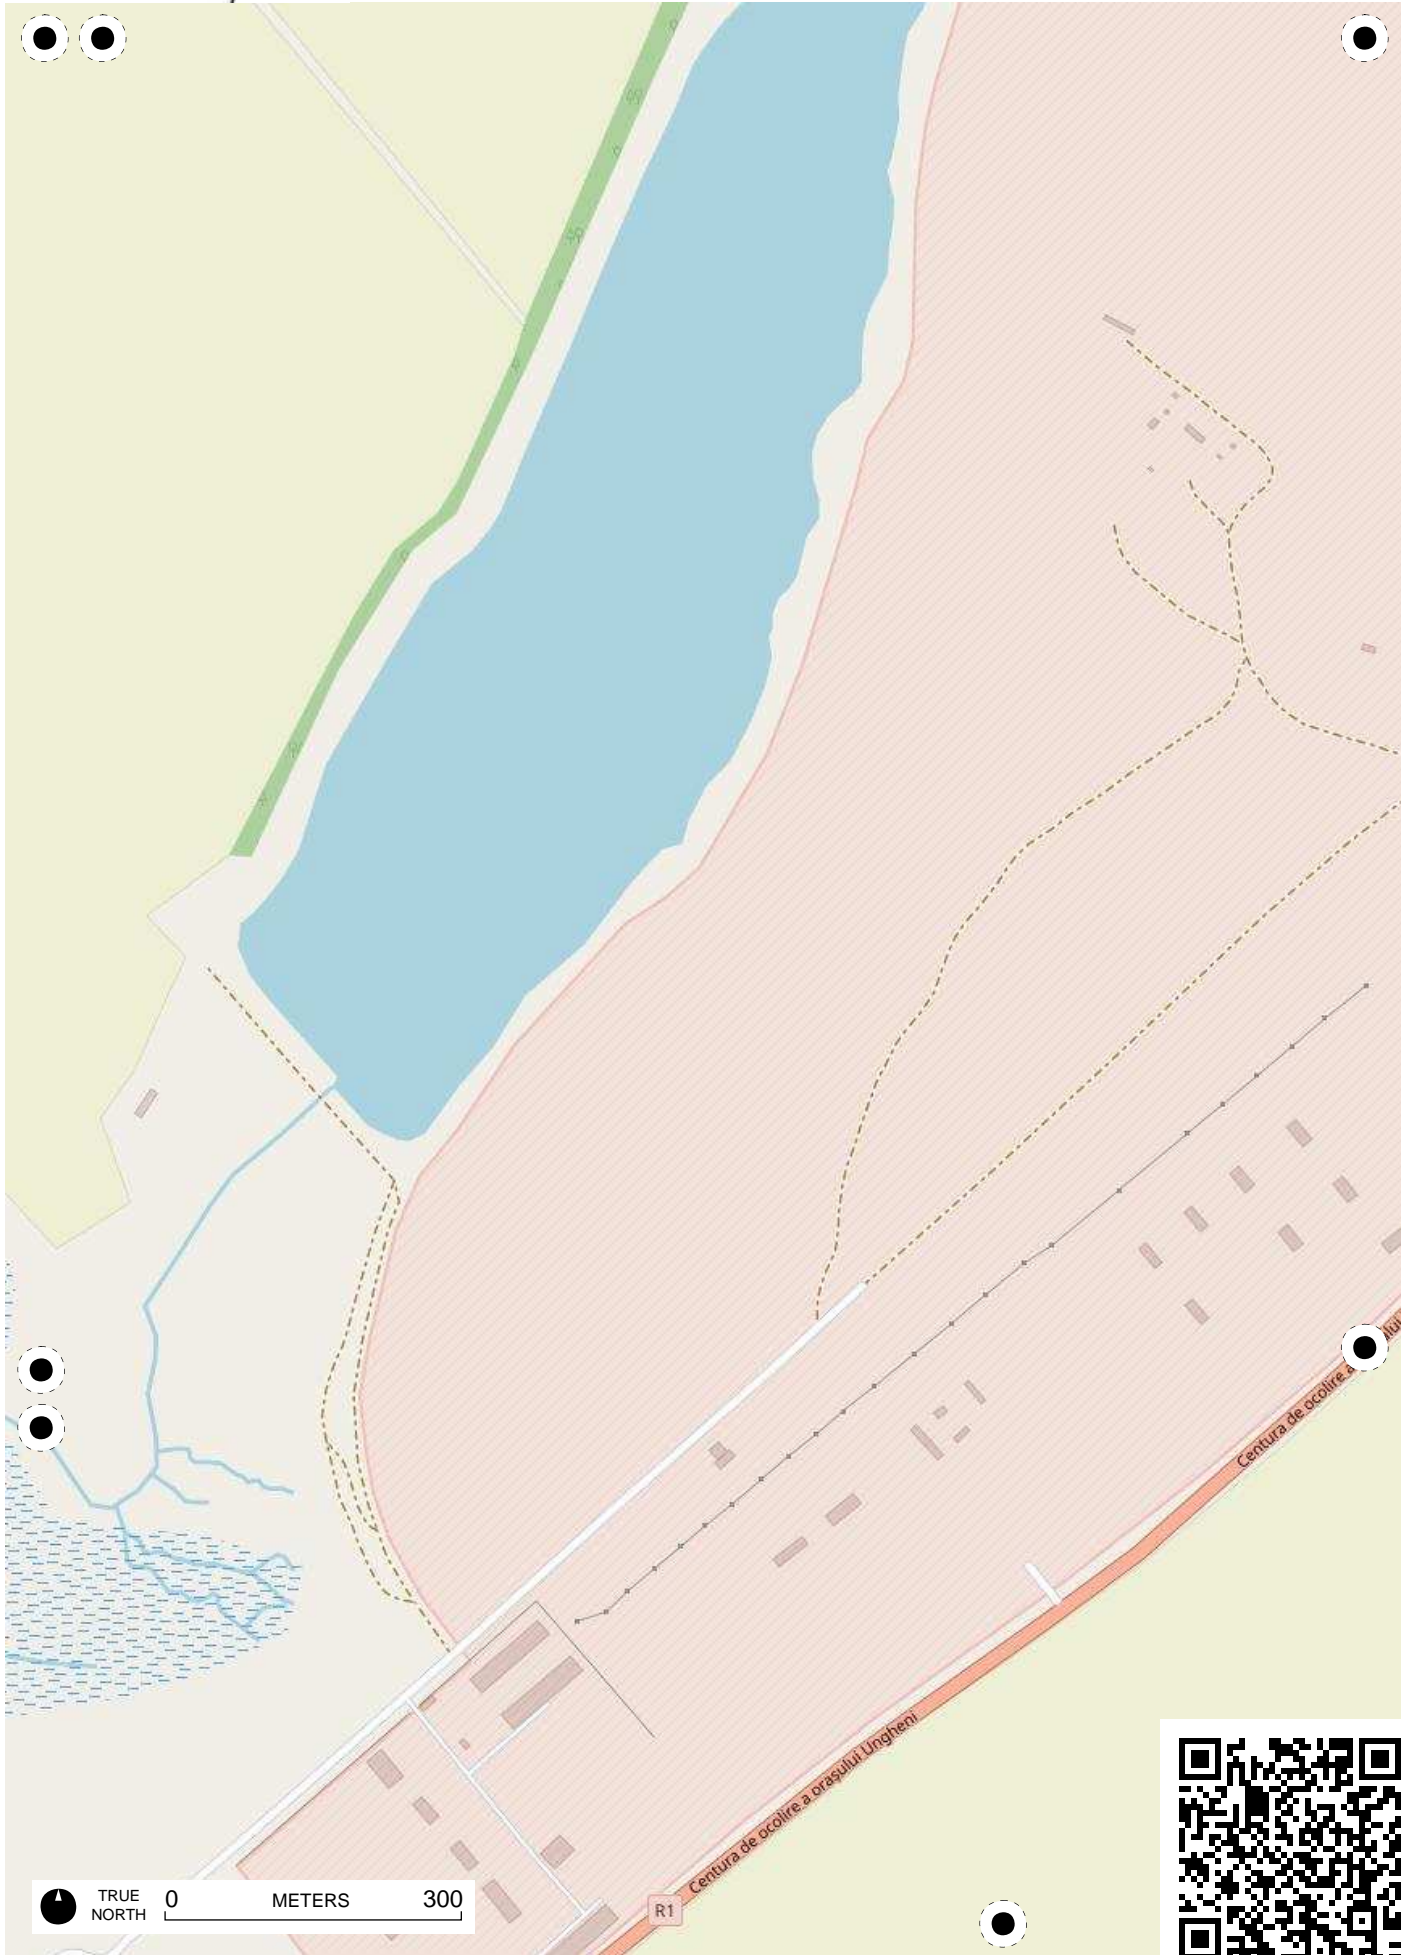 Centura de ocolire a
Centura de ocolire a orașului Ungheni
R1
TRUE NORTH
0 METERS 300